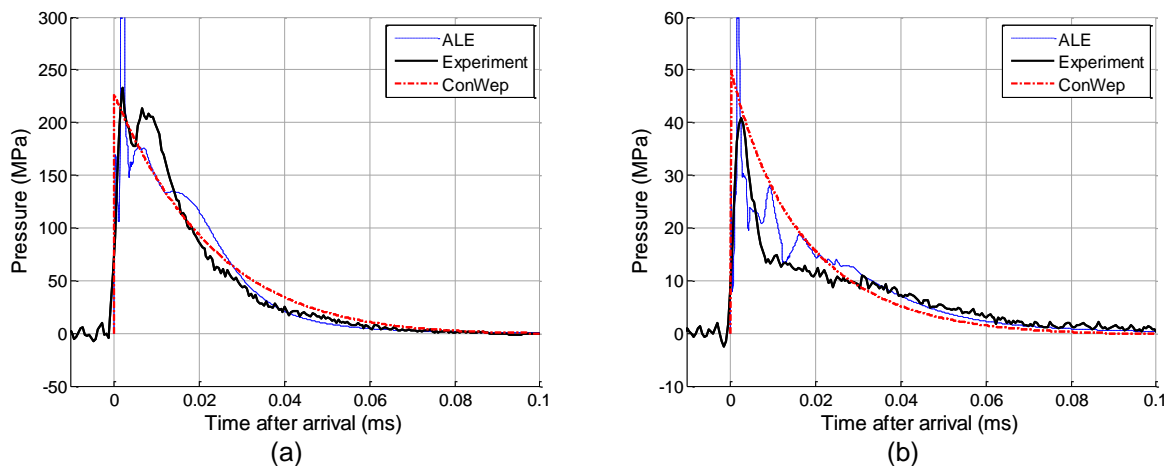 300
250
200
150
100
50
0
-50
Pressure (MPa)
ALE
Experiment
ConWep
0 0.02 0.04 0.06 0.08 0.1
Time after arrival (ms)
(a)
60
50
40
30
20
10
0
-10
Pressure (MPa)
ALE
Experiment
ConWep
0 0.02 0.04 0.06 0.08 0.1
Time after arrival (ms)
(b)